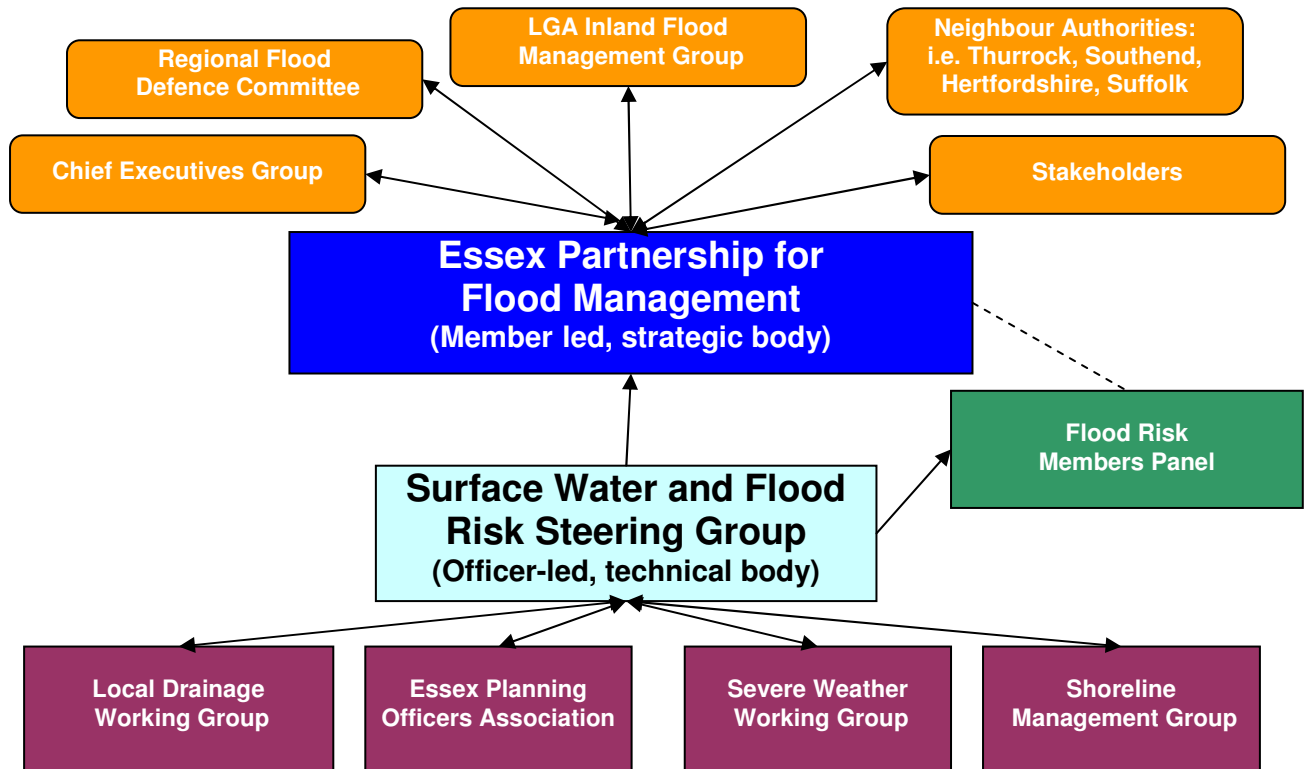 LGA Inland Flood
Management Group
Regional Flood
Defence Committee
Neighbour Authorities:
i.e. Thurrock, Southend,
Hertfordshire, Suffolk
Chief Executives Group
Stakeholders
Essex Partnership for
Flood Management
(Member led, strategic body)
Flood Risk
Members Panel
Surface Water and Flood
Risk Steering Group
(Officer-led, technical body)
Local Drainage
Working Group
Essex Planning
Officers Association
Severe Weather
Working Group
Shoreline
Management Group